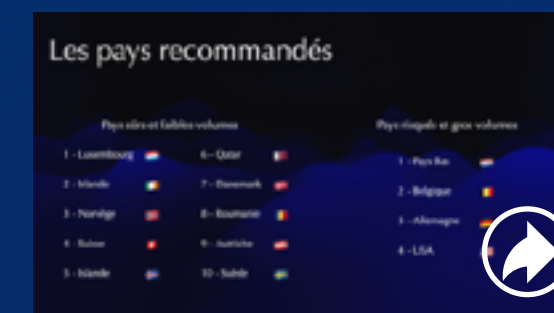 Les pays recommandés
Pays sûrs et faibles volumes
1 - Luxembourg
2 - Irlande
3 - Norvège
4 - Suisse
5 - Islande
6 - Qatar
7 - Danemark
8 - Roumanie
9 - Autriche
10 - Suède
Pays risqués et gros volumes
1 - Pays Bas
2 - Belgique
3 - Allemagne
4 - USA